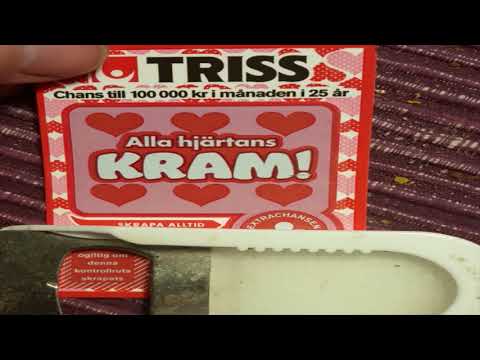 TRISS
Chans till 100 000 kr i månaden i 25 år
Alla hjärtans
KRAM!
SKRAPA ALLTID
EXTRACHANSEN
ogiltig om
denna
kontrollruta
skrapats